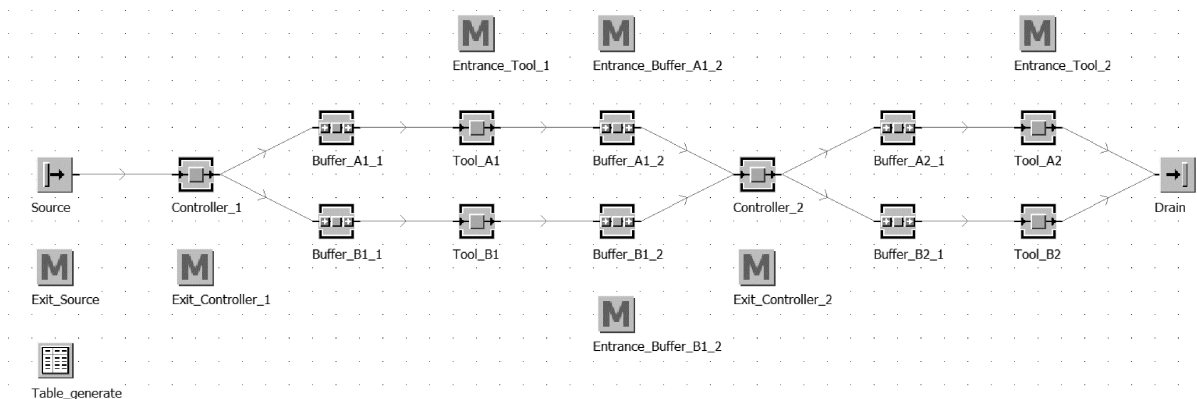 M
M
M
Entrance_Tool_1
Entrance_Buffer_A1_2
Entrance_Tool_2
Buffer_A1_1
Tool_A1
Buffer_A1_2
Buffer_A2_1
Tool_A2
Source
Controller_1
Controller_2
Drain
Buffer_B1_1
Tool_B1
Buffer_B1_2
Buffer_B2_1
Tool_B2
M
M
M
Exit_Source
Exit_Controller_1
Exit_Controller_2
M
Entrance_Buffer_B1_2
Table_generate